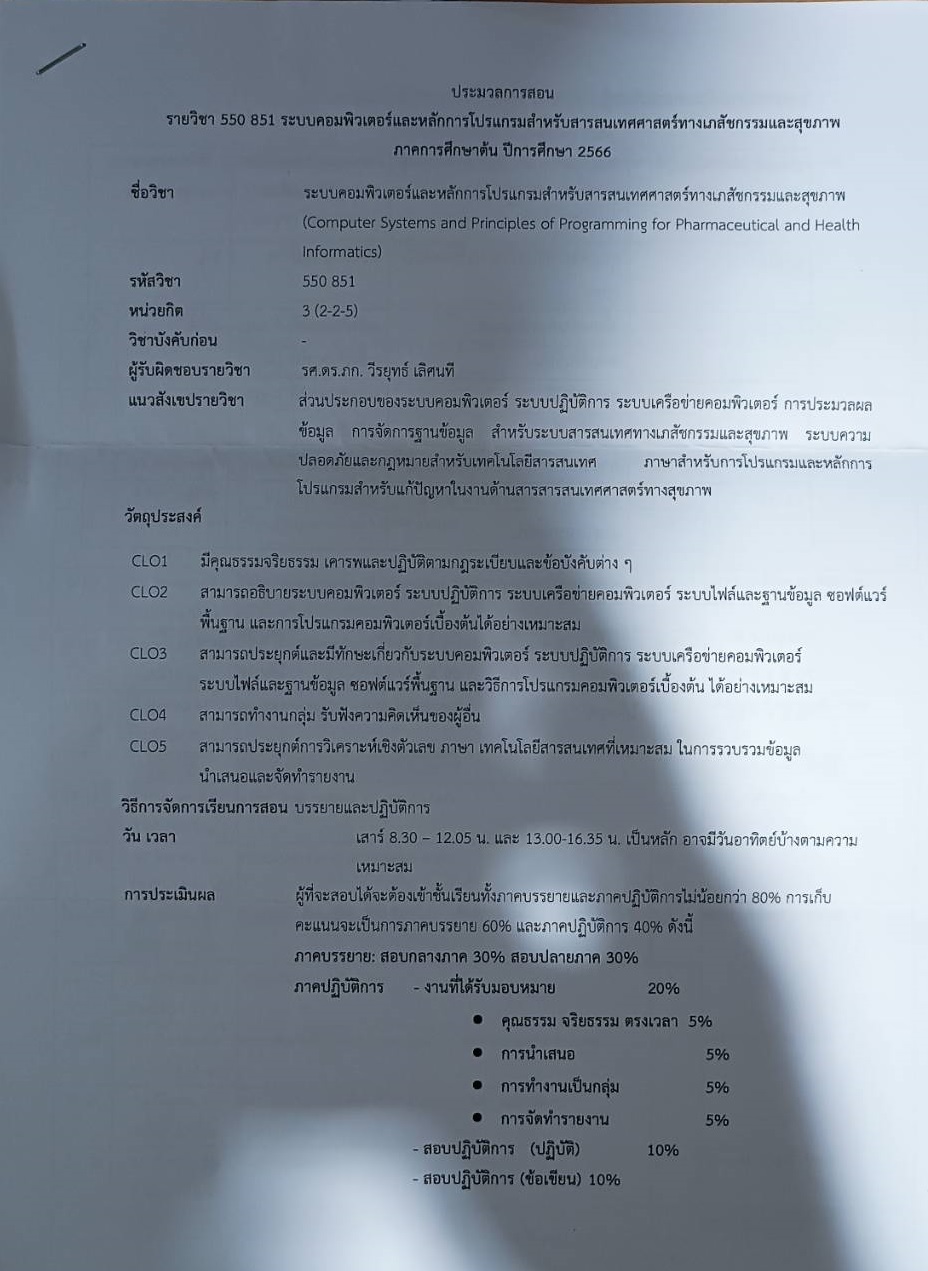 ประมวลการสอน
รายวิชา 550 851 ระบบคอมพิวเตอร์และหลักการโปรแกรมสำหรับสารสนเทศศาสตร์ทางเภสัชกรรมและสุขภาพ
ภาคการศึกษาต้น ปีการศึกษา 2566
ชื่อวิชา ระบบคอมพิวเตอร์และหลักการโปรแกรมสำหรับสารสนเทศศาสตร์ทางเภสัชกรรมและสุขภาพ
(Computer Systems and Principles of Programming for Pharmaceutical and Health
Informatics)
รหัสวิชา 550 851
หน่วยกิต 3 (2-2-5)
วิชาบังคับก่อน -
ผู้รับผิดชอบรายวิชา รศ.ดร.ภก. วีรยุทธ์ เลิศนที
แนวสังเขปรายวิชา ส่วนประกอบของระบบคอมพิวเตอร์ ระบบปฏิบัติการ ระบบเครือข่ายคอมพิวเตอร์ การประมวลผล
ข้อมูล การจัดการฐานข้อมูล สำหรับระบบสารสนเทศทางเภสัชกรรมและสุขภาพ ระบบความ
ปลอดภัยและกฎหมายสำหรับเทคโนโลยีสารสนเทศ ภาษาสำหรับการโปรแกรมและหลักการ
โปรแกรมสำหรับแก้ปัญหาในงานด้านสารสารสนเทศศาสตร์ทางสุขภาพ
วัตถุประสงค์
CLO1 มีคุณธรรมจริยธรรม เคารพและปฏิบัติตามกฎระเบียบและข้อบังคับต่าง ๆ
CLO2 สามารถอธิบายระบบคอมพิวเตอร์ ระบบปฏิบัติการ ระบบเครือข่ายคอมพิวเตอร์ ระบบไฟล์และฐานข้อมูล ซอฟต์แวร์
พื้นฐาน และการโปรแกรมคอมพิวเตอร์เบื้องต้นได้อย่างเหมาะสม
CLO3 สามารถประยุกต์และมีทักษะเกี่ยวกับระบบคอมพิวเตอร์ ระบบปฏิบัติการ ระบบเครือข่ายคอมพิวเตอร์
ระบบไฟล์และฐานข้อมูล ซอฟต์แวร์พื้นฐาน และวิธีการโปรแกรมคอมพิวเตอร์เบื้องต้น ได้อย่างเหมาะสม
CLO4 สามารถทำงานกลุ่ม รับฟังความคิดเห็นของผู้อื่น
CLO5 สามารถประยุกต์การวิเคราะห์เชิงตัวเลข ภาษา เทคโนโลยีสารสนเทศที่เหมาะสม ในการรวบรวมข้อมูล
นำเสนอและจัดทำรายงาน
วิธีการจัดการเรียนการสอน บรรยายและปฏิบัติการ
วัน เวลา เสาร์ 8.30 – 12.05 น. และ 13.00-16.35 น. เป็นหลัก อาจมีวันอาทิตย์บ้างตามความ
เหมาะสม
การประเมินผล ผู้ที่จะสอบได้จะต้องเข้าชั้นเรียนทั้งภาคบรรยายและภาคปฏิบัติการไม่น้อยกว่า 80% การเก็บ
คะแนนจะเป็นการภาคบรรยาย 60% และภาคปฏิบัติการ 40% ดังนี้
ภาคบรรยาย: สอบกลางภาค 30% สอบปลายภาค 30%
ภาคปฏิบัติการ - งานที่ได้รับมอบหมาย 20%
● คุณธรรม จริยธรรม ตรงเวลา 5%
● การนำเสนอ 5%
● การทำงานเป็นกลุ่ม 5%
● การจัดทำรายงาน 5%
- สอบปฏิบัติการ (ปฏิบัติ) 10%
- สอบปฏิบัติการ (ข้อเขียน) 10%